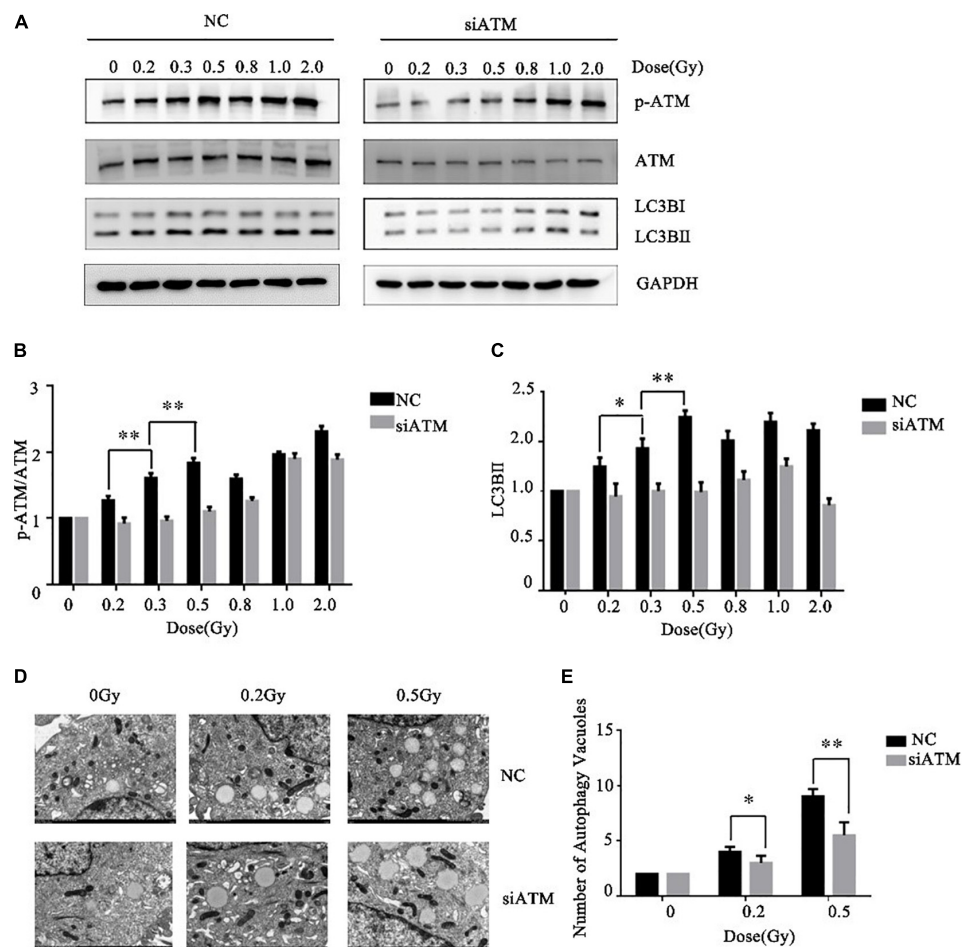 A
NC
siATM
0 0.2 0.3 0.5 0.8 1.0 2.0
0 0.2 0.3 0.5 0.8 1.0 2.0
Dose(Gy)
p-ATM
ATM
LC3BI
LC3BII
GAPDH
B
3
2
1
0
p-ATM/ATM
**
**
NC
siATM
0 0.2 0.3 0.5 0.8 1.0 2.0
Dose(Gy)
C
2.5
2.0
1.0
0.5
0
LC3BII
*
**
NC
siATM
0 0.2 0.3 0.5 0.8 1.0 2.0
Dose(Gy)
D
0Gy 0.2Gy 0.5Gy
NC
siATM
E
15
10
5
0
Number of Autophagy Vacuoles
*
**
NC
siATM
0 0.2 0.5
Dose(Gy)